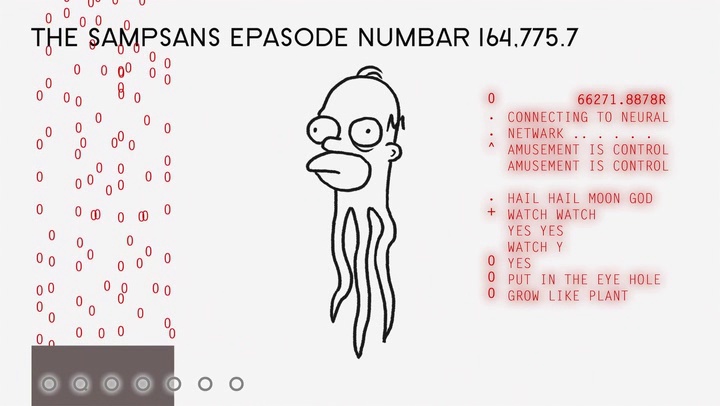 THE SAMPSANS EPASODE NUMBAR 164,775.7
0 66271.8878R
. CONNECTING TO NEURAL
. NETWARK .. . . . .
^ AMUSEMENT IS CONTROL
AMUSEMENT IS CONTROL
. HAIL HAIL MOON GOD
+ WATCH WATCH
YES YES
WATCH Y
0 YES
0 PUT IN THE EYE HOLE
0 GROW LIKE PLANT